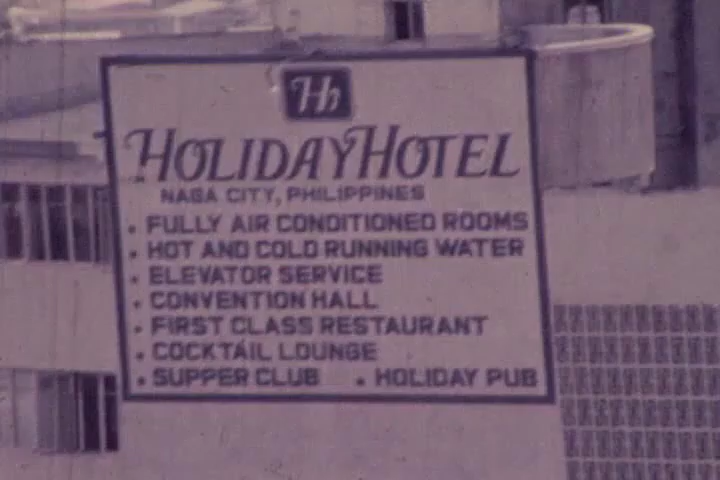 Hh
HOLIDAY HOTEL
NAGA CITY, PHILIPPINES
• FULLY AIR CONDITIONED ROOMS
• HOT AND COLD RUNNING WATER
• ELEVATOR SERVICE
• CONVENTION HALL
• FIRST CLASS RESTAURANT
• COCKTAIL LOUNGE
• SUPPER CLUB • HOLIDAY PUB